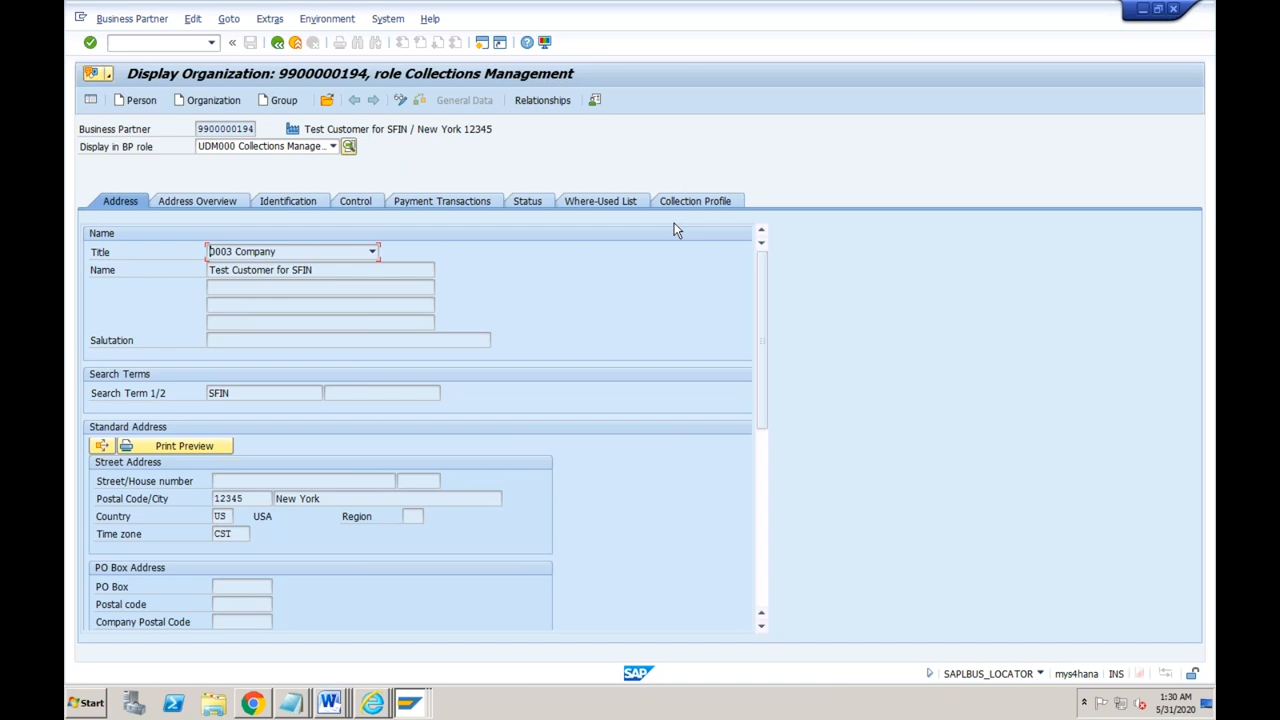 Business Partner Edit Goto Extras Environment System Help
Display Organization: 9900000194, role Collections Management
Person Organization Group General Data Relationships
Business Partner 9900000194 Test Customer for SFIN / New York 12345
Display in BP role UDM000 Collections Manage...
Address Address Overview Identification Control Payment Transactions Status Where-Used List Collection Profile
Name
Title 0003 Company
Name Test Customer for SFIN
Salutation
Search Terms
Search Term 1/2 SFIN
Standard Address
Print Preview
Street Address
Street/House number
Postal Code/City 12345 New York
Country US USA Region
Time zone CST
PO Box Address
PO Box
Postal code
Company Postal Code
SAP SAPLBUS_LOCATOR mys4hana INS
Start 1:30 AM
5/31/2020